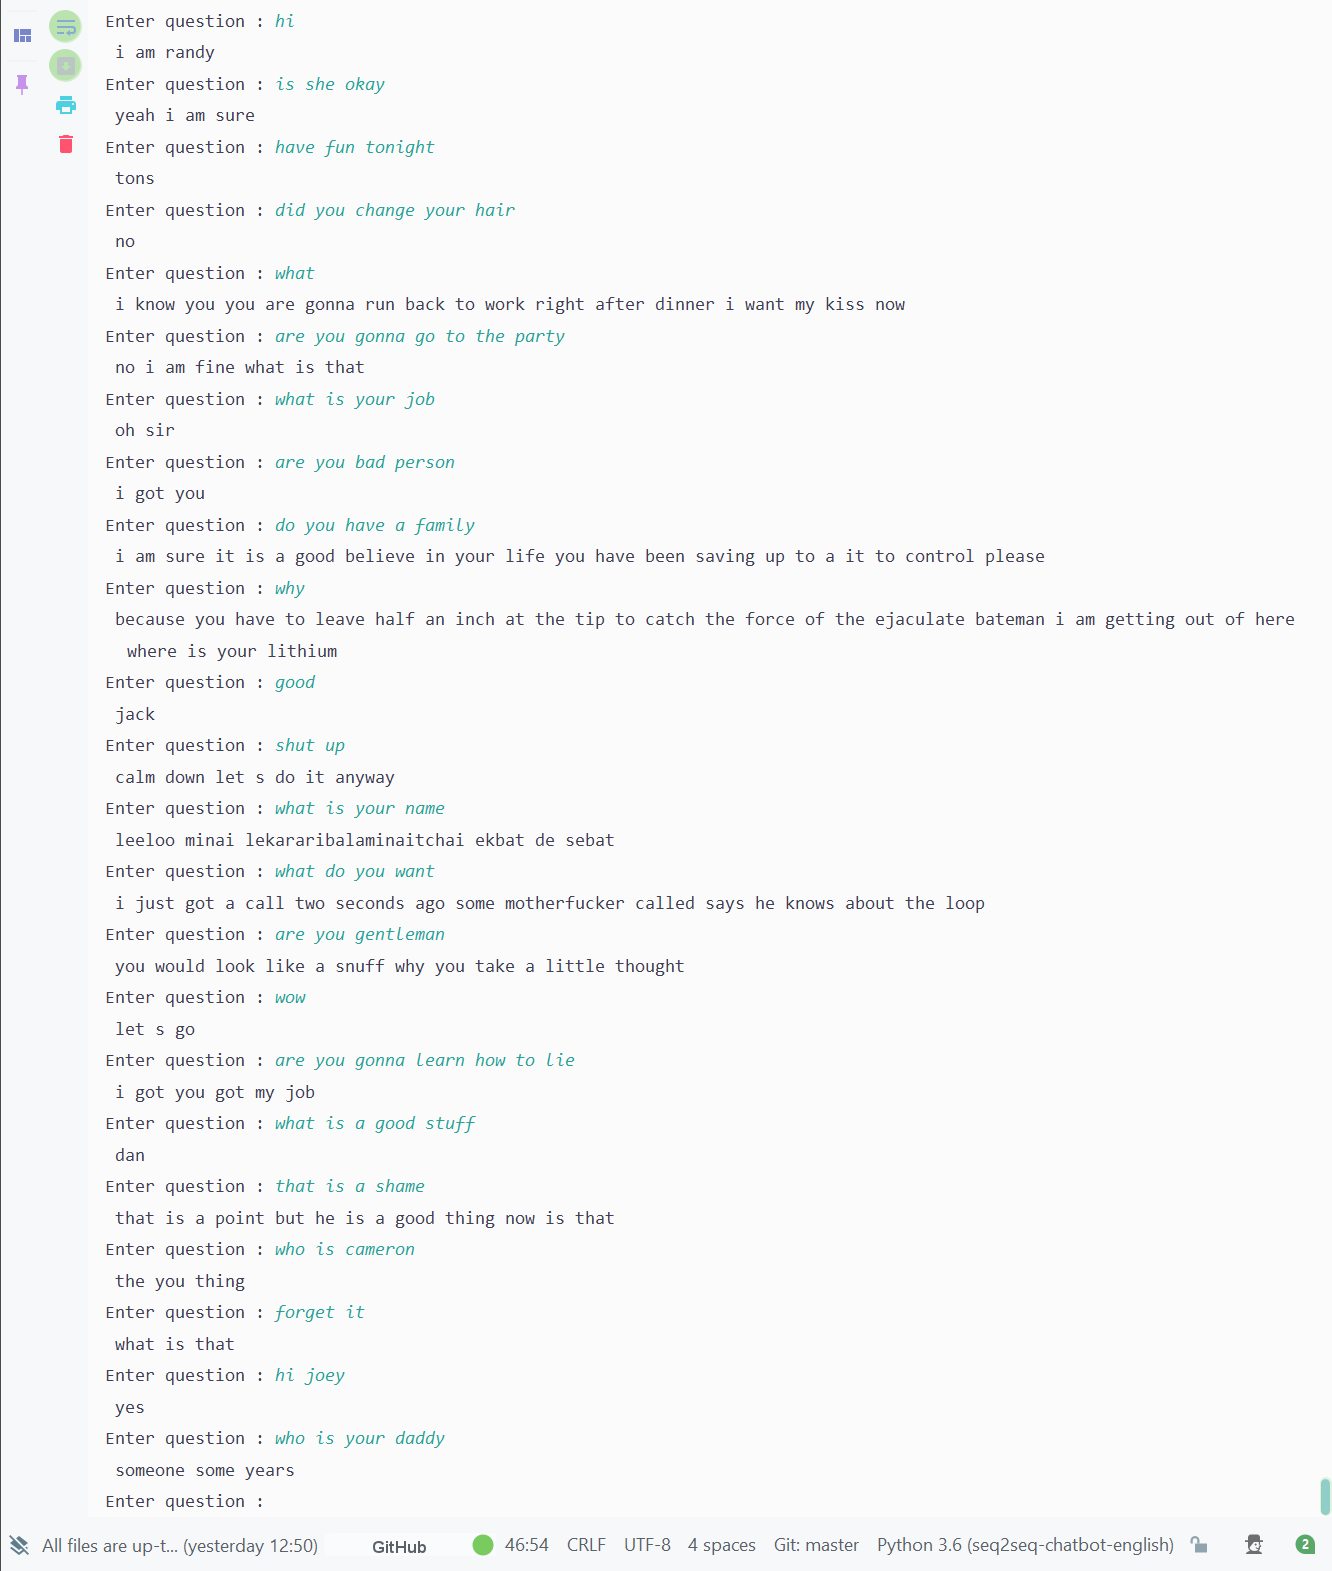 Enter question : hi
i am randy
Enter question : is she okay
yeah i am sure
Enter question : have fun tonight
tons
Enter question : did you change your hair
no
Enter question : what
i know you you are gonna run back to work right after dinner i want my kiss now
Enter question : are you gonna go to the party
no i am fine what is that
Enter question : what is your job
oh sir
Enter question : are you bad person
i got you
Enter question : do you have a family
i am sure it is a good believe in your life you have been saving up to a it to control please
Enter question : why
because you have to leave half an inch at the tip to catch the force of the ejaculate bateman i am getting out of here
where is your lithium
Enter question : good
jack
Enter question : shut up
calm down let s do it anyway
Enter question : what is your name
leeloo minai lekararibalaminaitchai ekbat de sebat
Enter question : what do you want
i just got a call two seconds ago some motherfucker called says he knows about the loop
Enter question : are you gentleman
you would look like a snuff why you take a little thought
Enter question : wow
let s go
Enter question : are you gonna learn how to lie
i got you got my job
Enter question : what is a good stuff
dan
Enter question : that is a shame
that is a point but he is a good thing now is that
Enter question : who is cameron
the you thing
Enter question : forget it
what is that
Enter question : hi joey
yes
Enter question : who is your daddy
someone some years
Enter question :
All files are up-t... (yesterday 12:50) GitHub 46:54 CRLF UTF-8 4 spaces Git: master Python 3.6 (seq2seq-chatbot-english) 2